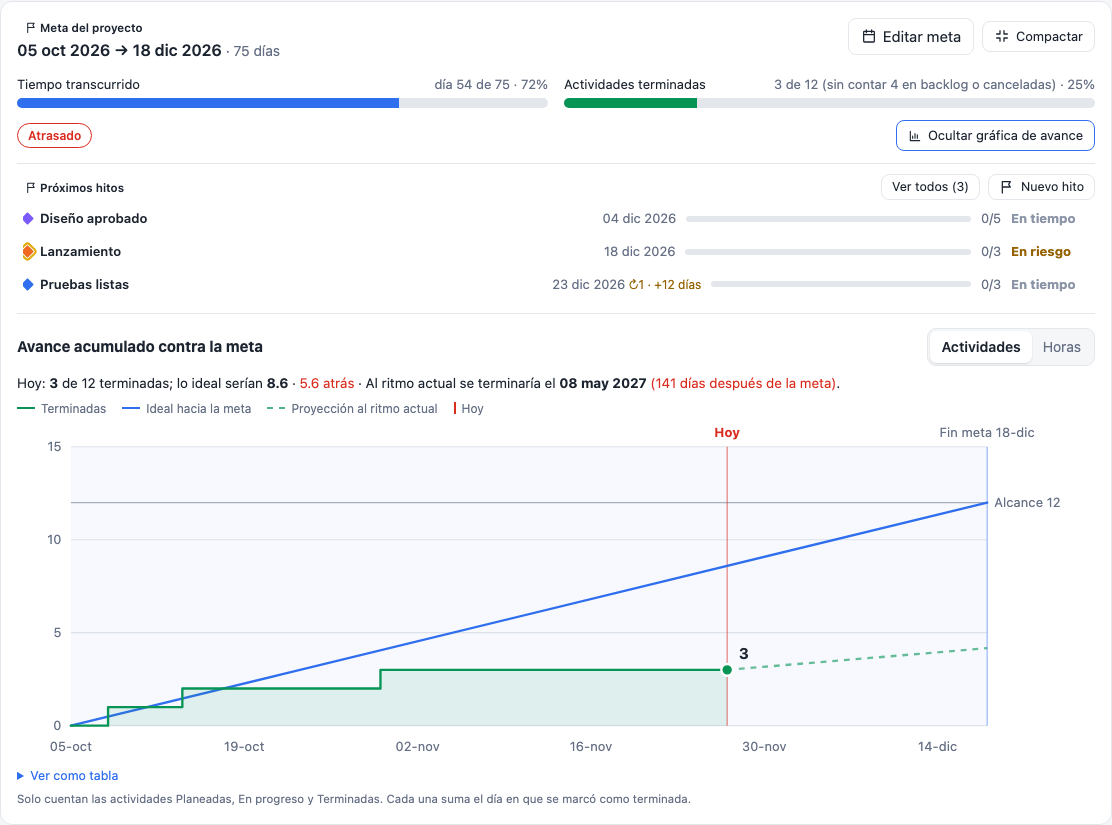 Meta del proyecto
05 oct 2026 → 18 dic 2026 · 75 días
Editar meta
Compactar
Tiempo transcurrido
día 54 de 75 · 72%
Actividades terminadas
3 de 12 (sin contar 4 en backlog o canceladas) · 25%
Atrasado
Ocultar gráfica de avance
Próximos hitos
Ver todos (3)
Nuevo hito
Diseño aprobado 04 dic 2026 0/5 En tiempo
Lanzamiento 18 dic 2026 0/3 En riesgo
Pruebas listas 23 dic 2026 ↻1 · +12 días 0/3 En tiempo
Avance acumulado contra la meta
Actividades Horas
Hoy: 3 de 12 terminadas; lo ideal serían 8.6 · 5.6 atrás · Al ritmo actual se terminaría el 08 may 2027 (141 días después de la meta).
Terminadas Ideal hacia la meta Proyección al ritmo actual Hoy
Hoy Fin meta 18-dic
15
Alcance 12
10
5
3
0
05-oct 19-oct 02-nov 16-nov 30-nov 14-dic
Ver como tabla
Solo cuentan las actividades Planeadas, En progreso y Terminadas. Cada una suma el día en que se marcó como terminada.